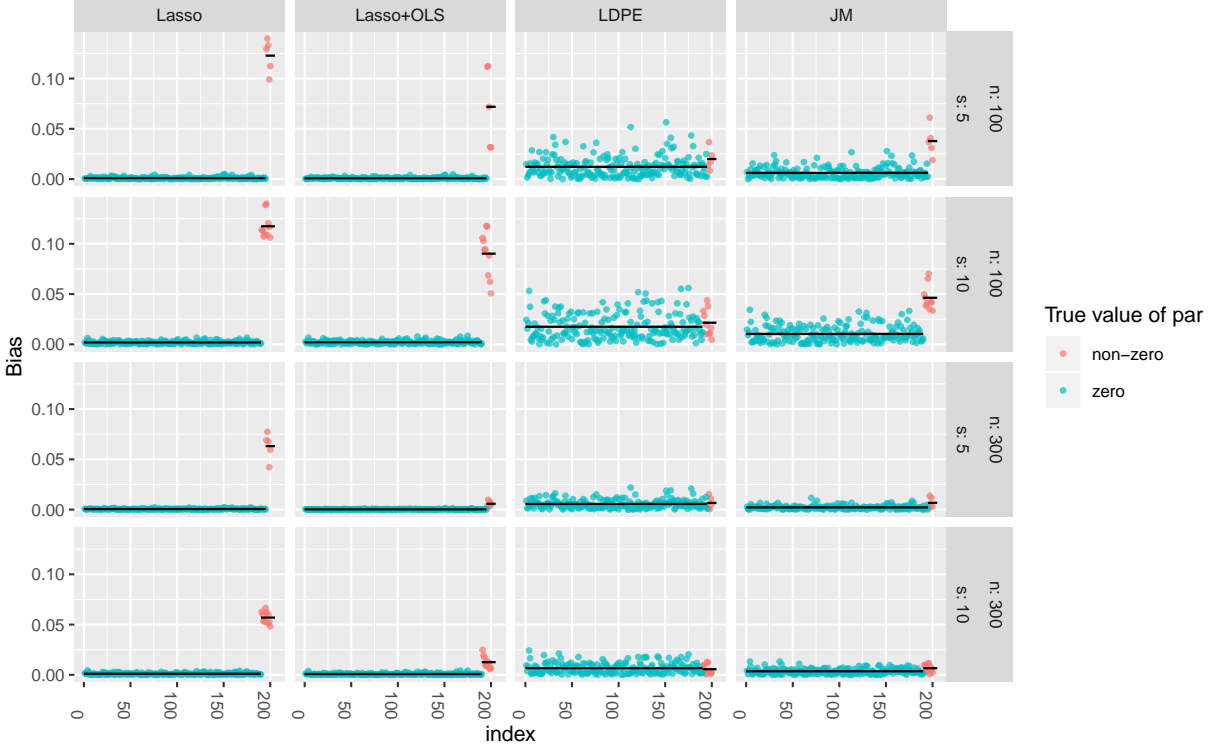 Lasso
Lasso+OLS
LDPE
JM
0.10
0.05
0.00
n: 100
s: 5
0.10
0.05
0.00
n: 100
s: 10
0.10
0.05
0.00
n: 300
s: 5
0.10
0.05
0.00
n: 300
s: 10
Bias
0
50
100
150
200
0
50
100
150
200
0
50
100
150
200
0
50
100
150
200
index
True value of par
non−zero
zero